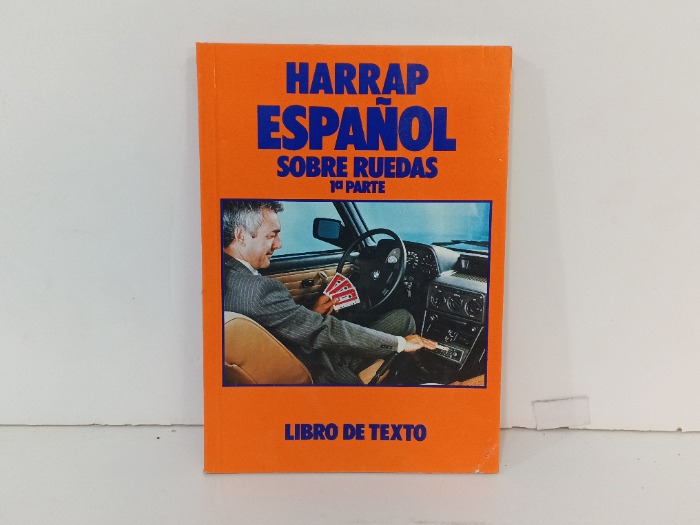 HARRAP
ESPAÑOL
SOBRE RUEDAS
1ª PARTE
LIBRO DE TEXTO